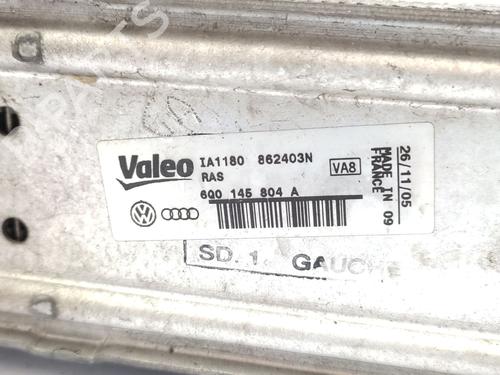 Valeo
IA1180 862403N
RAS
VA8
6Q0 145 804 A
26/11/05
MADE IN 09
FRANCE
SD. 1. GAUCHE